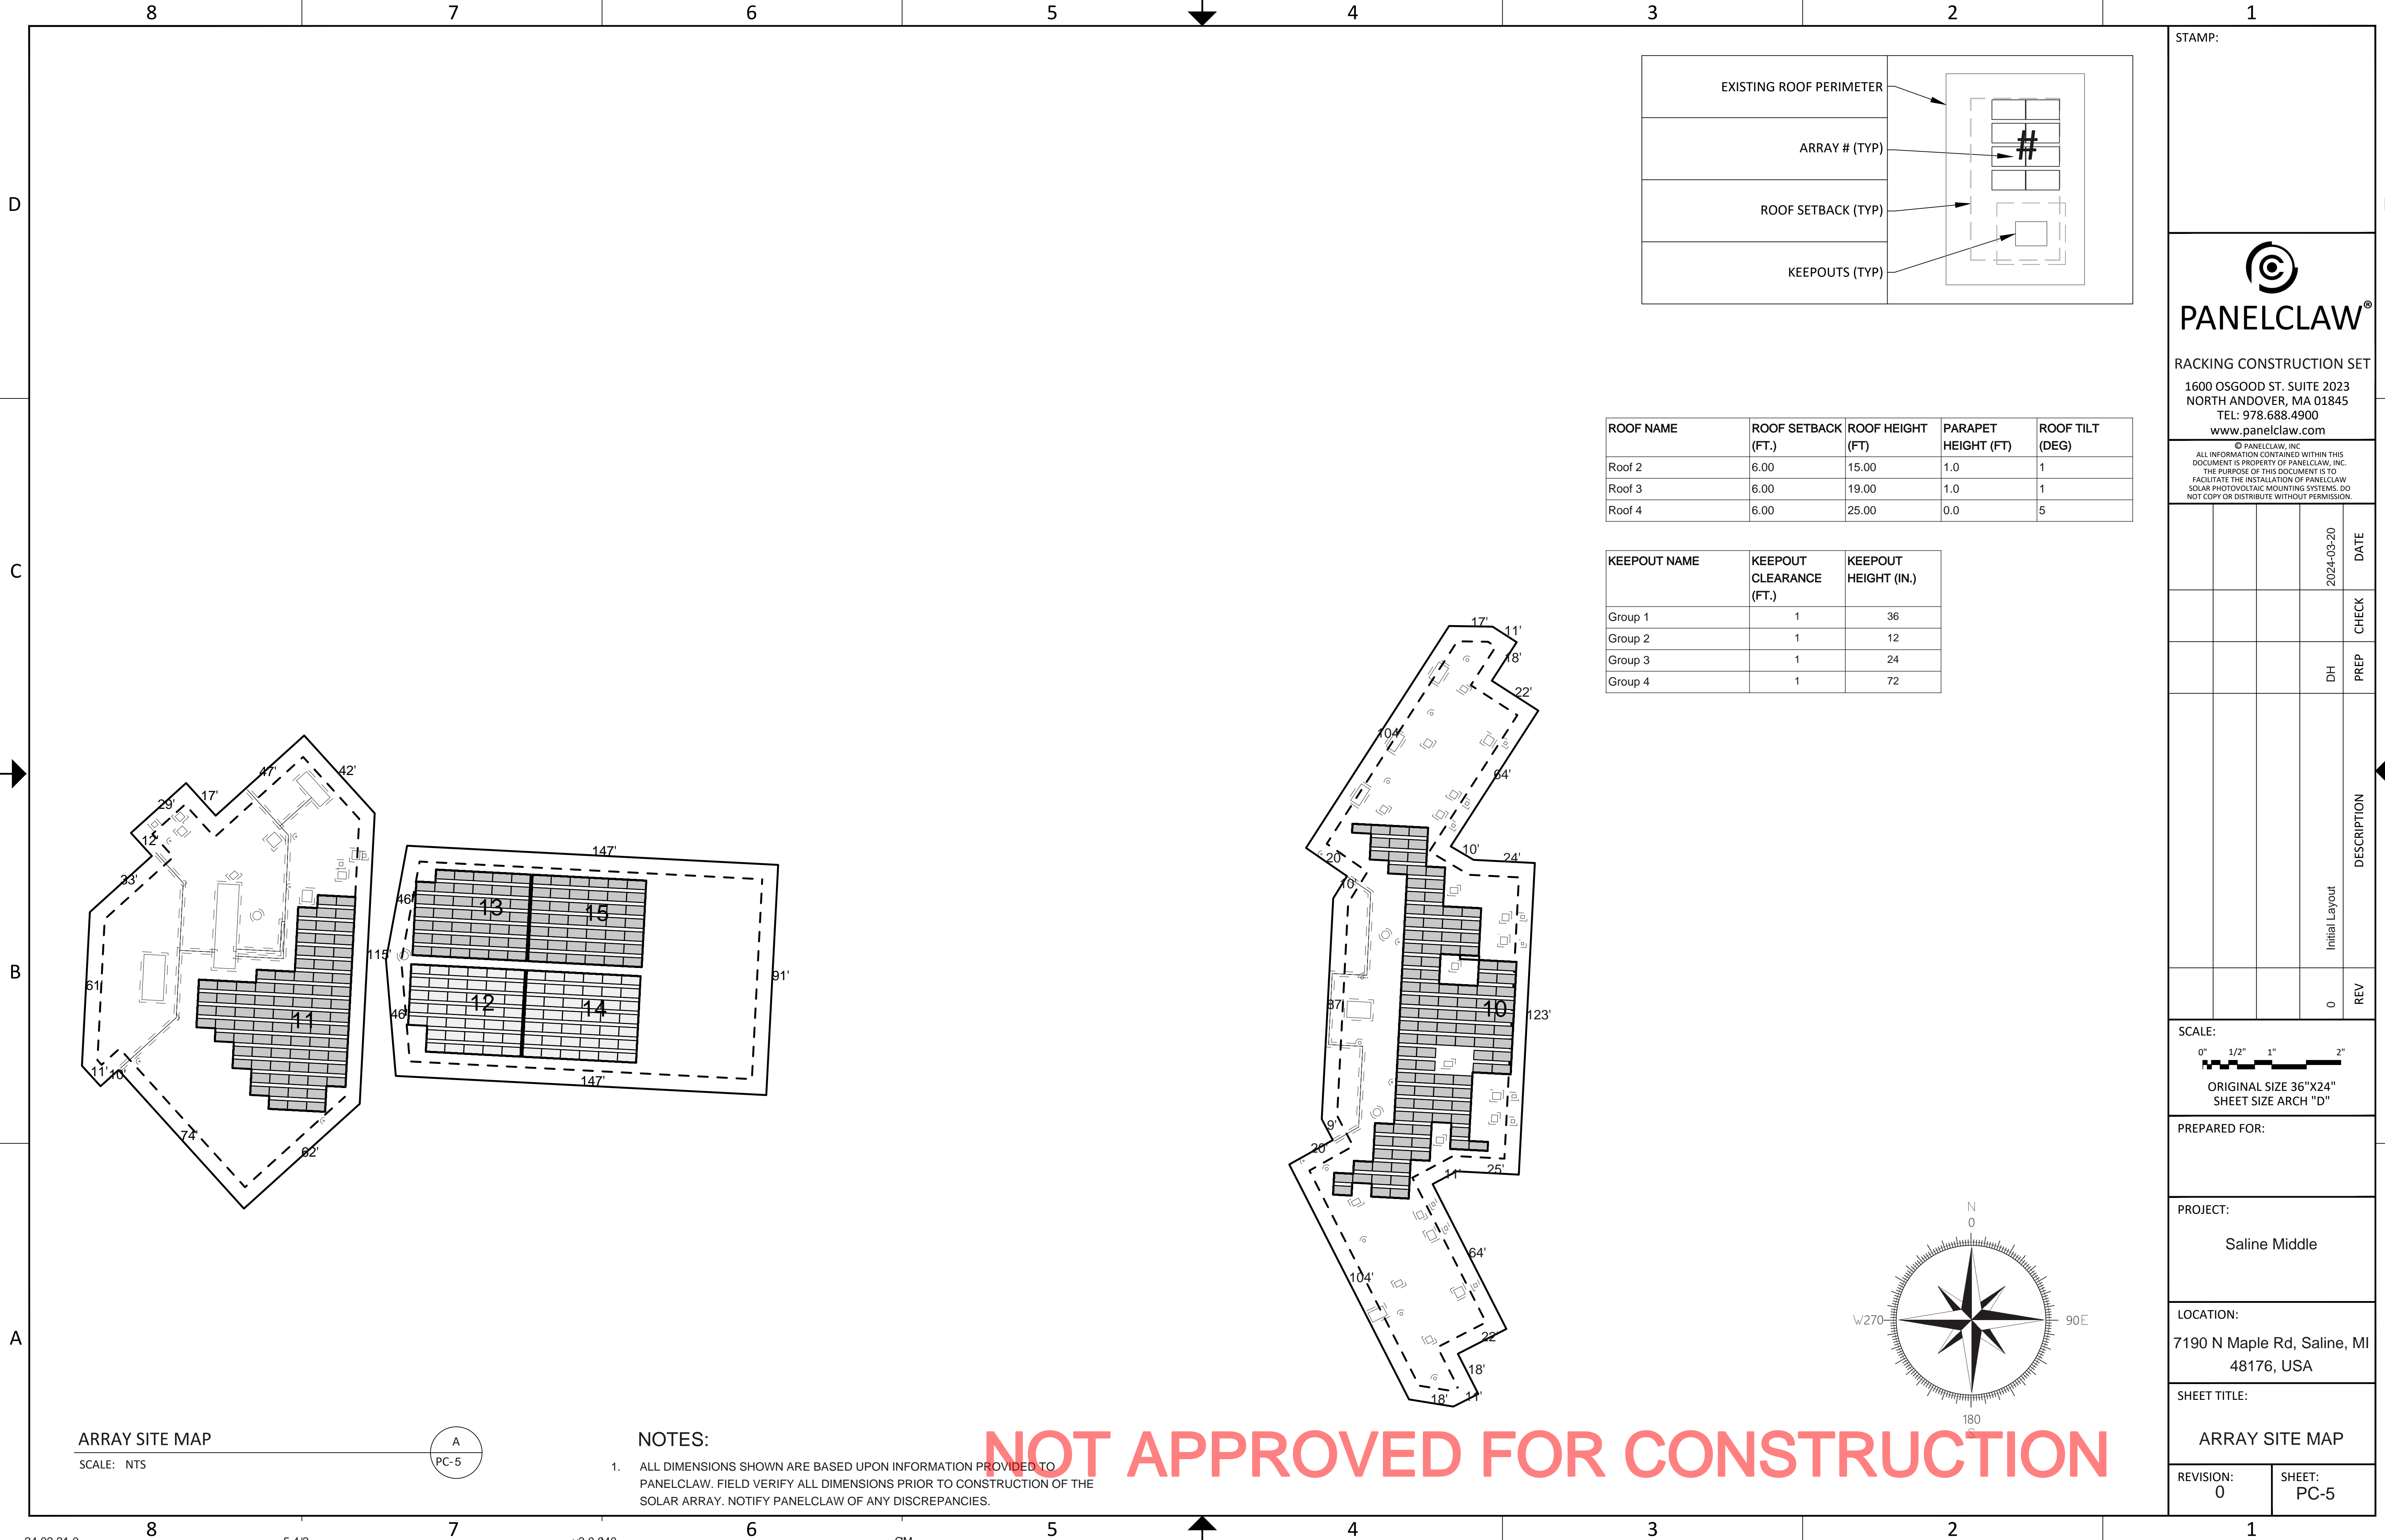 8 7 6 5 4 3 2 1
D
C
B
A
EXISTING ROOF PERIMETER
ARRAY # (TYP)
ROOF SETBACK (TYP)
KEEPOUTS (TYP)
#
ROOF NAME ROOF SETBACK (FT.) ROOF HEIGHT (FT) PARAPET HEIGHT (FT) ROOF TILT (DEG)
Roof 2 6.00 15.00 1.0 1
Roof 3 6.00 19.00 1.0 1
Roof 4 6.00 25.00 0.0 5
KEEPOUT NAME KEEPOUT CLEARANCE (FT.) KEEPOUT HEIGHT (IN.)
Group 1 1 36
Group 2 1 12
Group 3 1 24
Group 4 1 72
47'
42'
17'
29'
12'
33'
61'
11'
10'
74'
62'
115'
11
147'
46'
46'
91'
147'
13
15
12
14
17'
11'
18'
22'
104'
64'
20'
10'
10'
24'
87'
123'
10
9'
20'
11'
25'
64'
104'
22'
18'
11'
18'
N
0
W270
90E
180
S
ARRAY SITE MAP
SCALE: NTS
A
PC-5
NOTES:
1. ALL DIMENSIONS SHOWN ARE BASED UPON INFORMATION PROVIDED TO
PANELCLAW. FIELD VERIFY ALL DIMENSIONS PRIOR TO CONSTRUCTION OF THE
SOLAR ARRAY. NOTIFY PANELCLAW OF ANY DISCREPANCIES.
NOT APPROVED FOR CONSTRUCTION
STAMP:
PANELCLAW®
RACKING CONSTRUCTION SET
1600 OSGOOD ST. SUITE 2023
NORTH ANDOVER, MA 01845
TEL: 978.688.4900
www.panelclaw.com
© PANELCLAW, INC
ALL INFORMATION CONTAINED WITHIN THIS
DOCUMENT IS PROPERTY OF PANELCLAW, INC.
THE PURPOSE OF THIS DOCUMENT IS TO
FACILITATE THE INSTALLATION OF PANELCLAW
SOLAR PHOTOVOLTAIC MOUNTING SYSTEMS. DO
NOT COPY OR DISTRIBUTE WITHOUT PERMISSION.
2024-03-20 DATE
CHECK
DH PREP
Initial Layout DESCRIPTION
0 REV
SCALE:
0" 1/2" 1" 2"
ORIGINAL SIZE 36"X24"
SHEET SIZE ARCH "D"
PREPARED FOR:
PROJECT:
Saline Middle
LOCATION:
7190 N Maple Rd, Saline, MI
48176, USA
SHEET TITLE:
ARRAY SITE MAP
REVISION:
0
SHEET:
PC-5
8 7 6 5 4 3 2 1